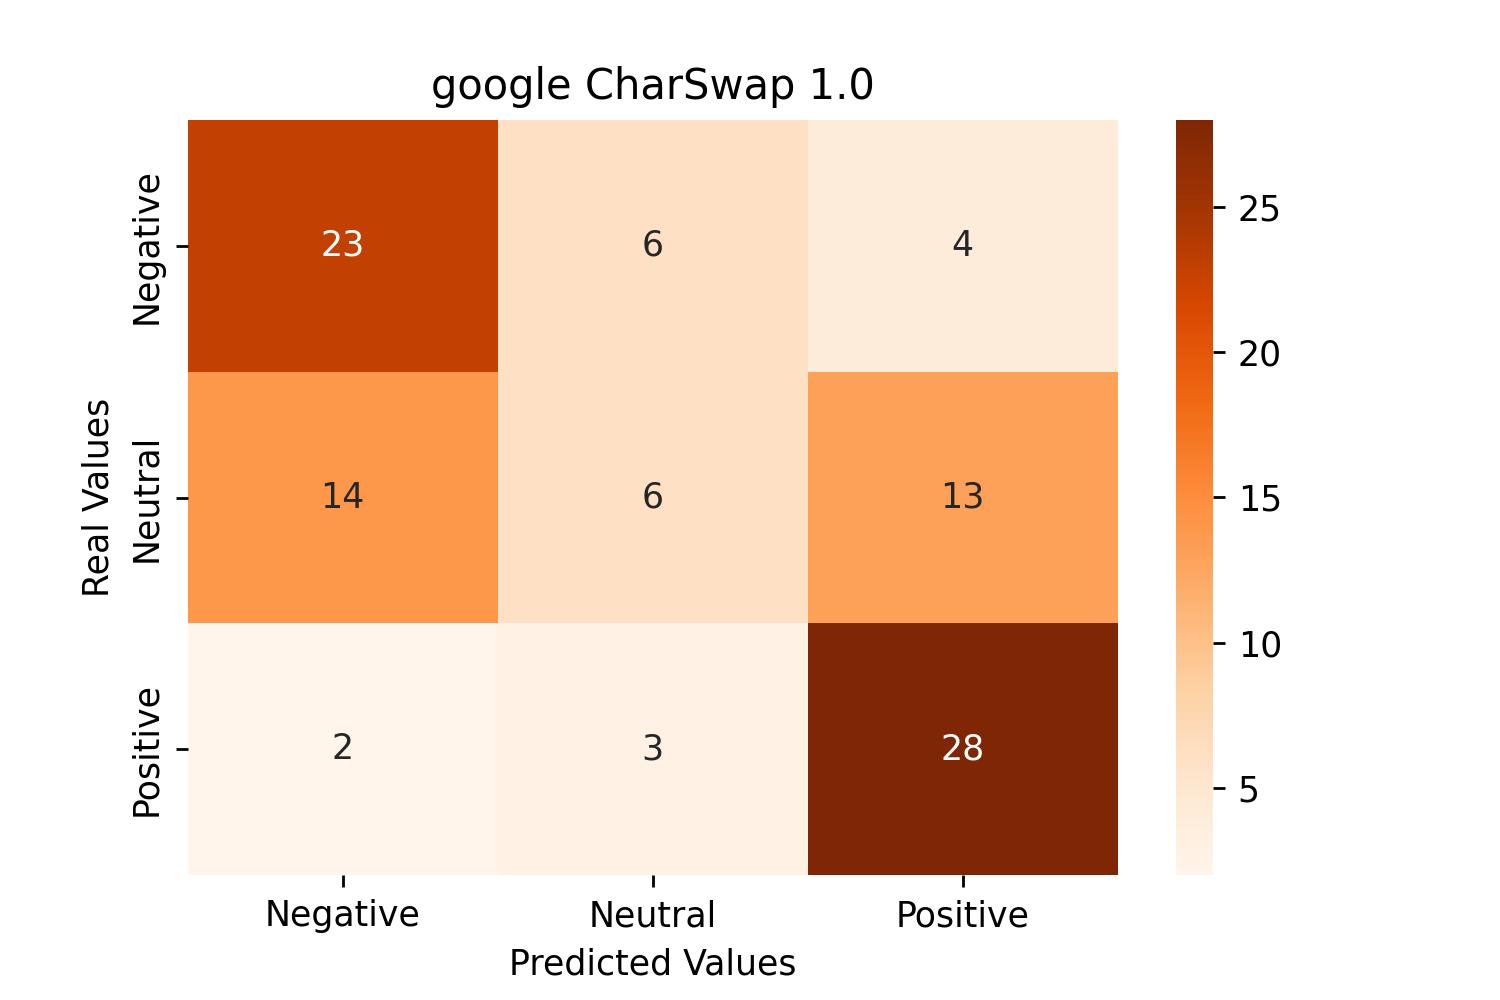 google CharSwap 1.0
Real Values
Negative
23 6 4
Neutral
14 6 13
Positive
2 3 28
Negative Neutral Positive
Predicted Values
25
20
15
10
5